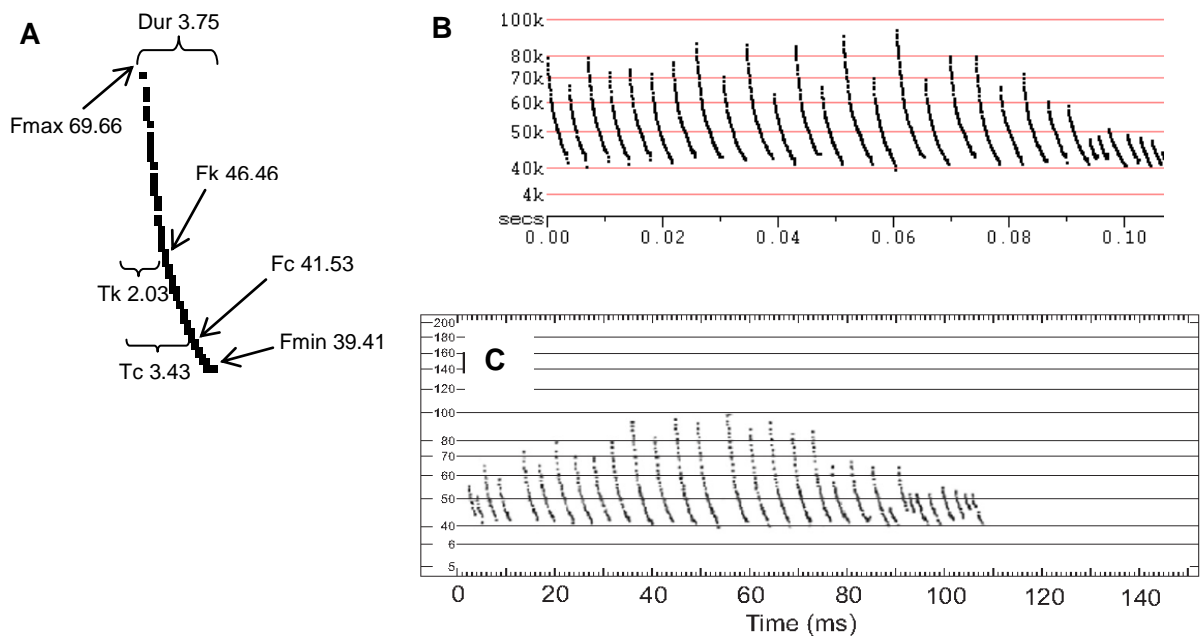 A
Dur 3.75
Fmax 69.66
Fk 46.46
Tk 2.03
Fc 41.53
Fmin 39.41
Tc 3.43
B
100k
80k
70k
60k
50k
40k
4k
secs
0.00 0.02 0.04 0.06 0.08 0.10
C
200
180
160
140
120
100
80
70
60
50
40
6
5
0 20 40 60 80 100 120 140
Time (ms)